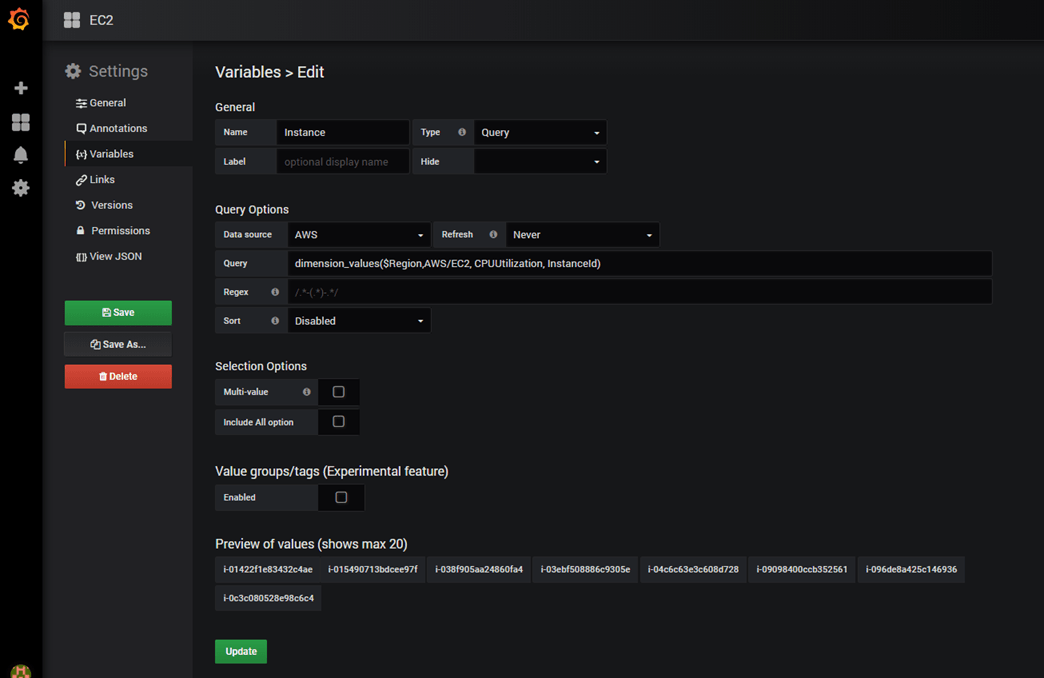 EC2
Settings
General
Annotations
{x} Variables
Links
Versions
Permissions
{[]} View JSON
Save
Save As...
Delete
Variables > Edit
General
Name Instance Type Query
Label optional display name Hide
Query Options
Data source AWS Refresh Never
Query dimension_values($Region,AWS/EC2, CPUUtilization, InstanceId)
Regex /.*-(.*)-.*/
Sort Disabled
Selection Options
Multi-value
Include All option
Value groups/tags (Experimental feature)
Enabled
Preview of values (shows max 20)
i-01422f1e83432c4ae i-015490713bdcee97f i-038f905aa24860fa4 i-03ebf508886c9305e i-04c6c63e3c608d728 i-09098400ccb352561 i-096de8a425c146936
i-0c3c080528e98c6c4
Update